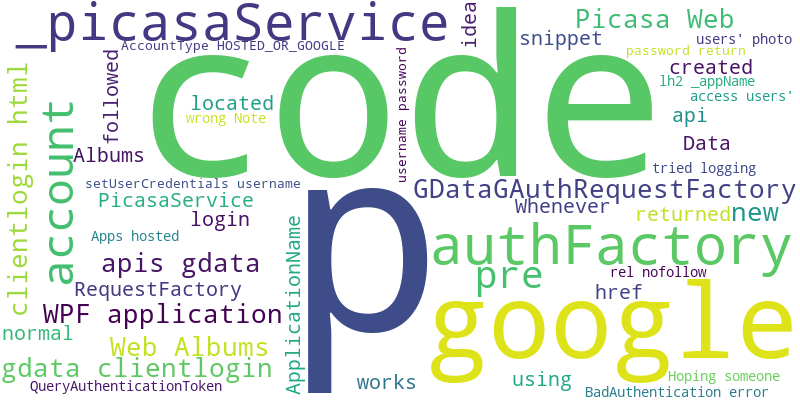 _picasaService
AccountType HOSTED_OR_GOOGLE
idea
Picasa Web
snippet
users' photo
password return
created
lh2 _appName
access users'
api
Data
tried logging
code
followed
located
wrong Note
username password
Albums
account
clientlogin html
setUserCredentials username
PicasaService
login
Apps hosted
GDataGAuthRequestFactory
Whenever
returned
new
p
authFactory
apis gdata
RequestFactory
ApplicationName
pre
rel nofollow
href
google
WPF application
normal
Web Albums
gdata clientlogin
QueryAuthenticationToken
works
using
Hoping someone
BadAuthentication error